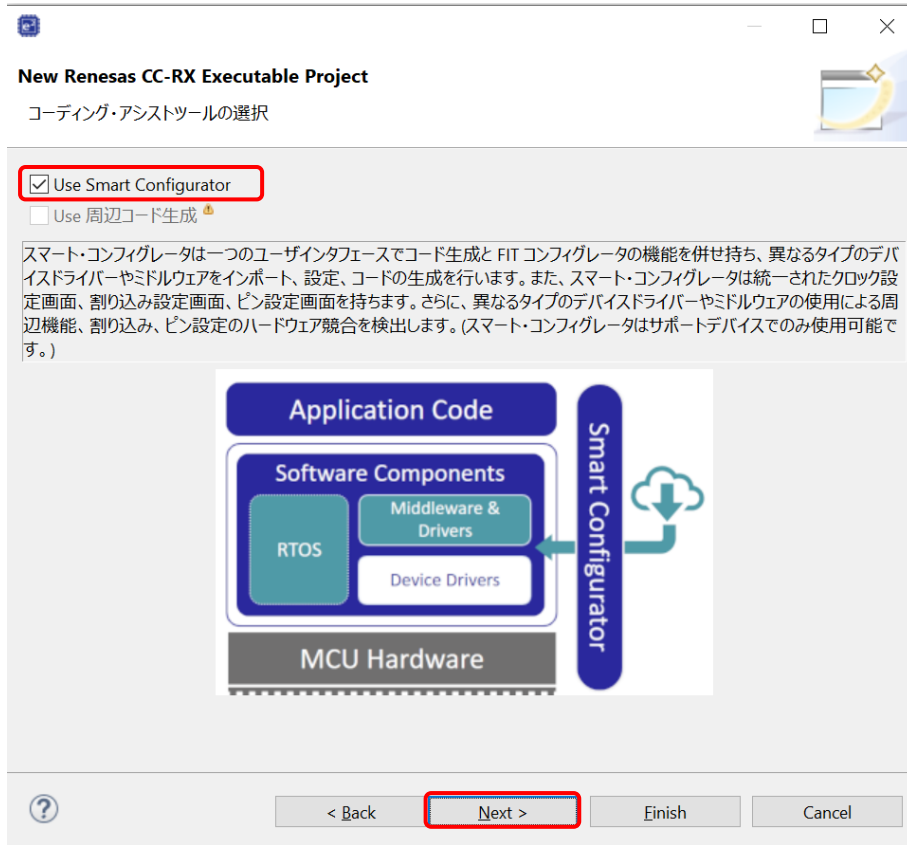 New Renesas CC-RX Executable Project
コーディング・アシストツールの選択
Use Smart Configurator
Use 周辺コード生成
スマート・コンフィグレータは一つのユーザインタフェースでコード生成と FIT コンフィグレータの機能を併せ持ち、異なるタイプのデバ
イスドライバーやミドルウェアをインポート、設定、コードの生成を行います。また、スマート・コンフィグレータは統一されたクロック設
定画面、割り込み設定画面、ピン設定画面を持ちます。さらに、異なるタイプのデバイスドライバーやミドルウェアの使用による周
辺機能、割り込み、ピン設定のハードウェア競合を検出します。(スマート・コンフィグレータはサポートデバイスでのみ使用可能で
す。)
Application Code
Software Components
RTOS
Middleware &
Drivers
Device Drivers
MCU Hardware
Smart Configurator
?
< Back
Next >
Finish
Cancel